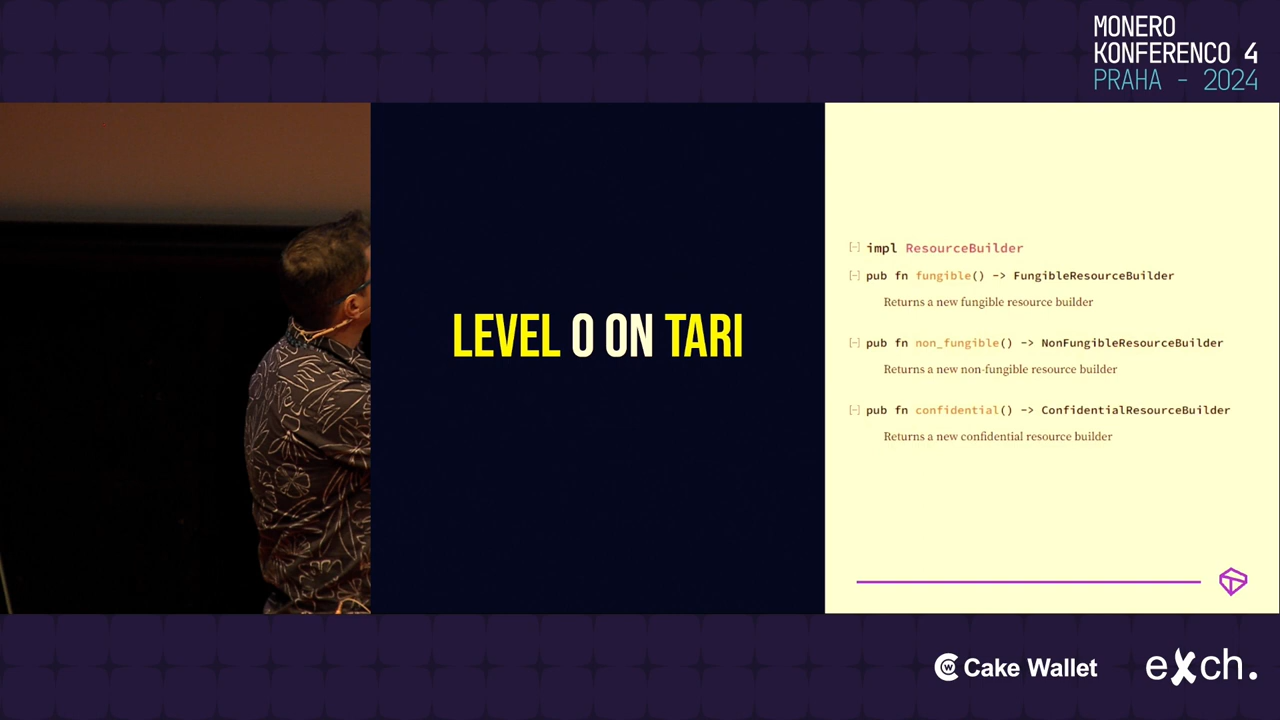 MONERO
KONFERENCO 4
PRAHA - 2024
LEVEL 0 ON TARI
[-] impl ResourceBuilder
[-] pub fn fungible() -> FungibleResourceBuilder
Returns a new fungible resource builder
[-] pub fn non_fungible() -> NonFungibleResourceBuilder
Returns a new non-fungible resource builder
[-] pub fn confidential() -> ConfidentialResourceBuilder
Returns a new confidential resource builder
Cake Wallet
eXch.